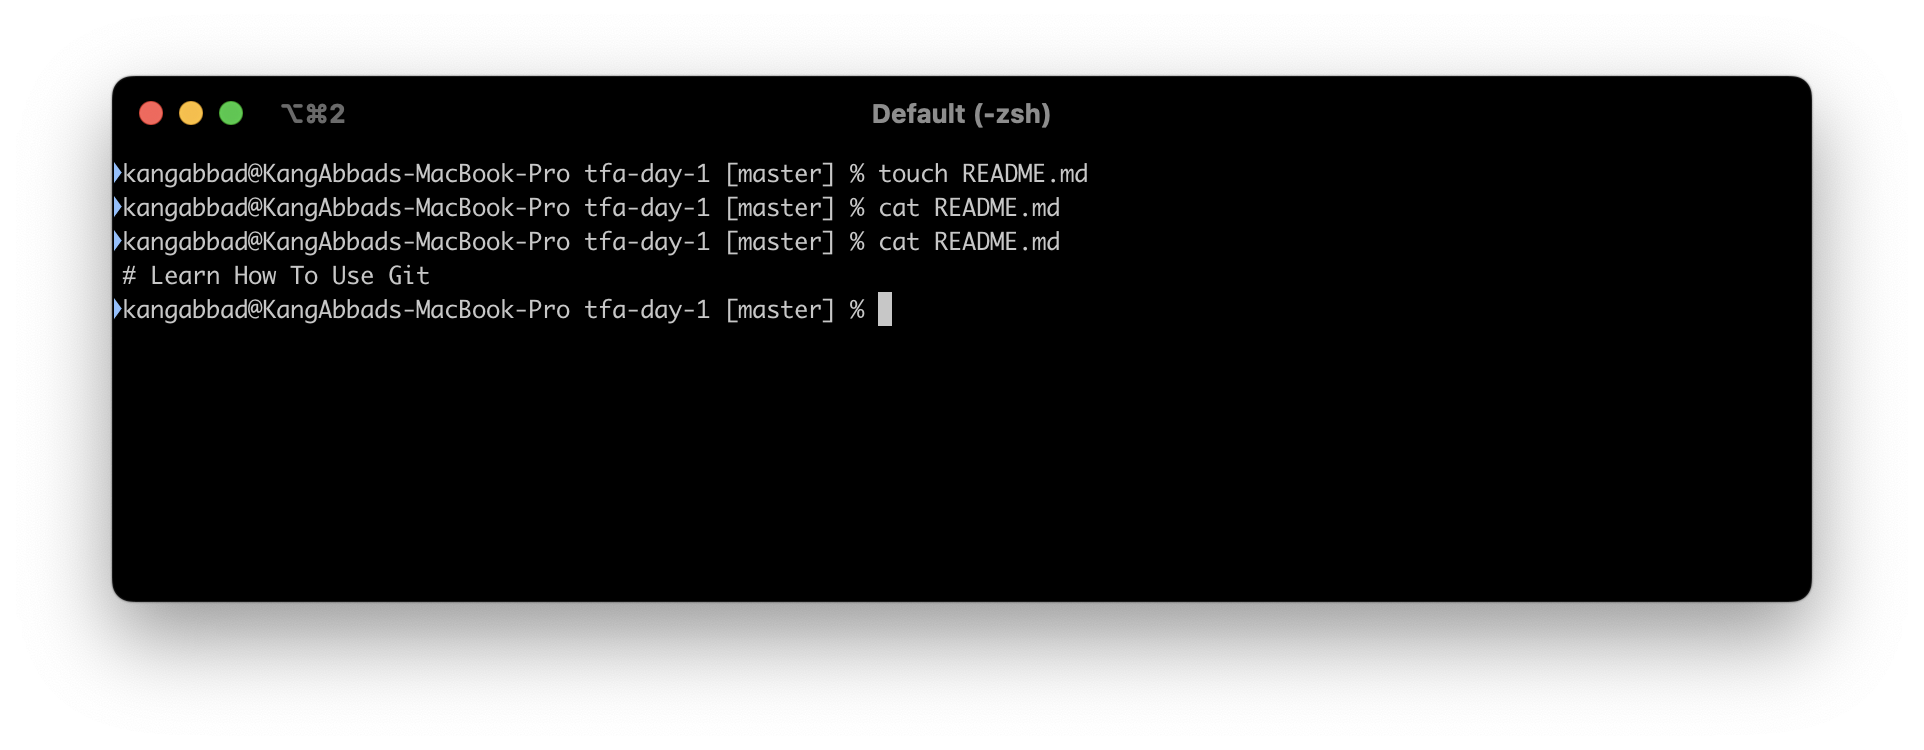 ⌥⌘2
Default (-zsh)
kangabbad@KangAbbads-MacBook-Pro tfa-day-1 [master] % touch README.md
kangabbad@KangAbbads-MacBook-Pro tfa-day-1 [master] % cat README.md
kangabbad@KangAbbads-MacBook-Pro tfa-day-1 [master] % cat README.md
# Learn How To Use Git
kangabbad@KangAbbads-MacBook-Pro tfa-day-1 [master] %